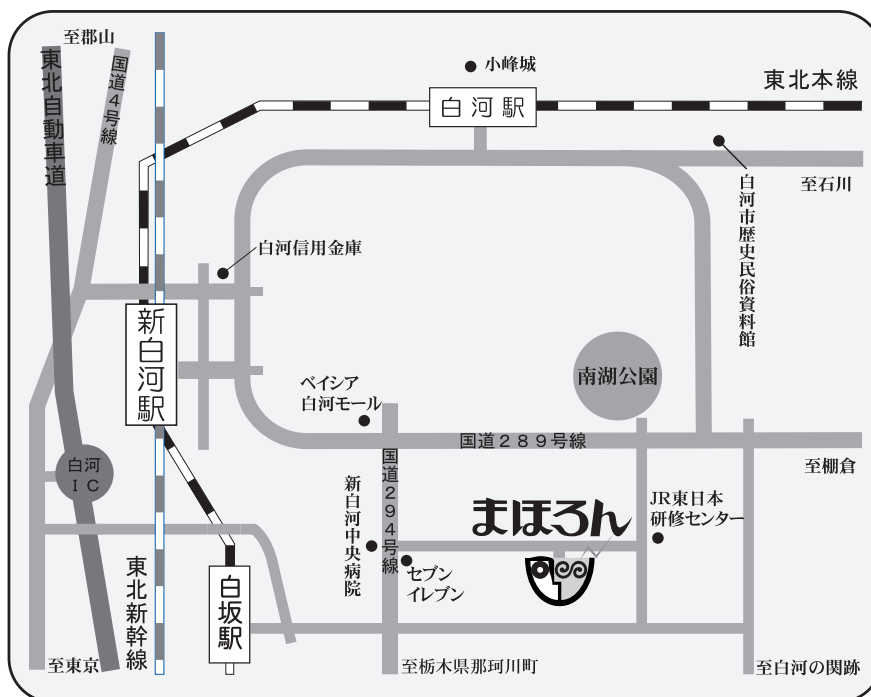 至郡山
東北自動車道
国道4号線
小峰城
白河駅
東北本線
至石川
白河市歴史民俗資料館
白河信用金庫
新白河駅
南湖公園
ベイシア
白河モール
国道289号線
至棚倉
白河
IC
国道294号線
新白河中央病院
まほろん
JR東日本
研修センター
セブン
イレブン
東北新幹線
白坂駅
至東京
至栃木県那珂川町
至白河の関跡